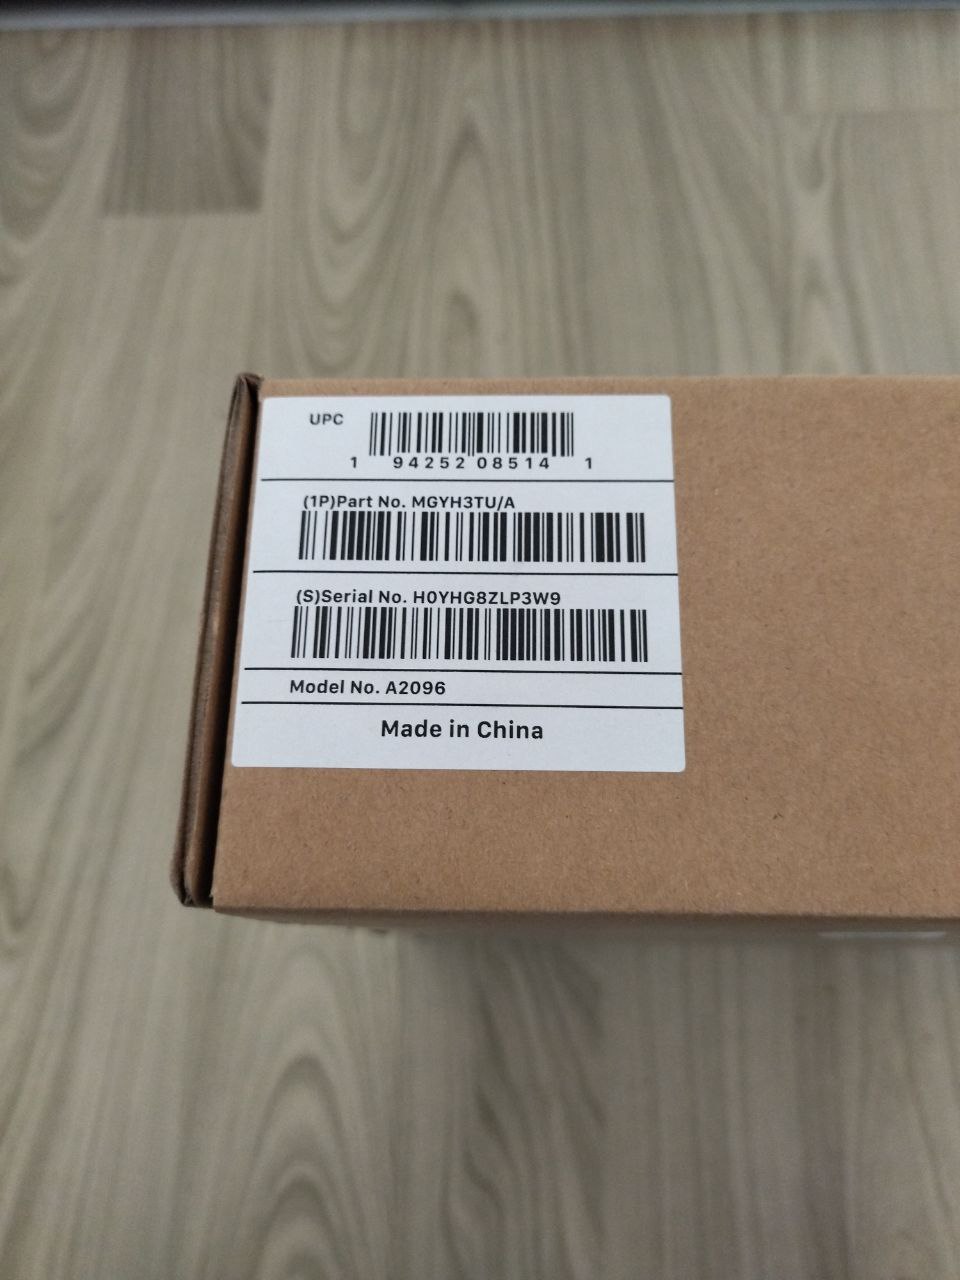 UPC
1 94252 08514 1
(1P)Part No. MGYH3TU/A
(S)Serial No. H0YHG8ZLP3W9
Model No. A2096
Made in China